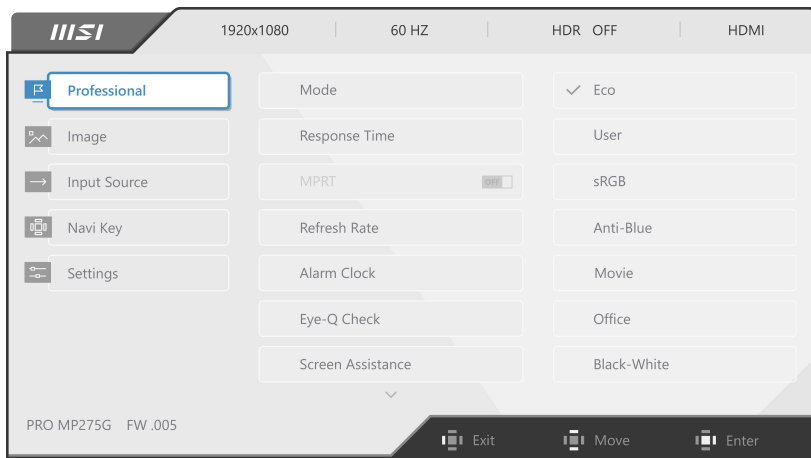 msi 1920x1080 60 HZ HDR OFF HDMI
Professional Mode Eco
Image Response Time User
Input Source MPRT OFF sRGB
Navi Key Refresh Rate Anti-Blue
Settings Alarm Clock Movie
Eye-Q Check Office
Screen Assistance Black-White
PRO MP275G FW .005
Exit Move Enter